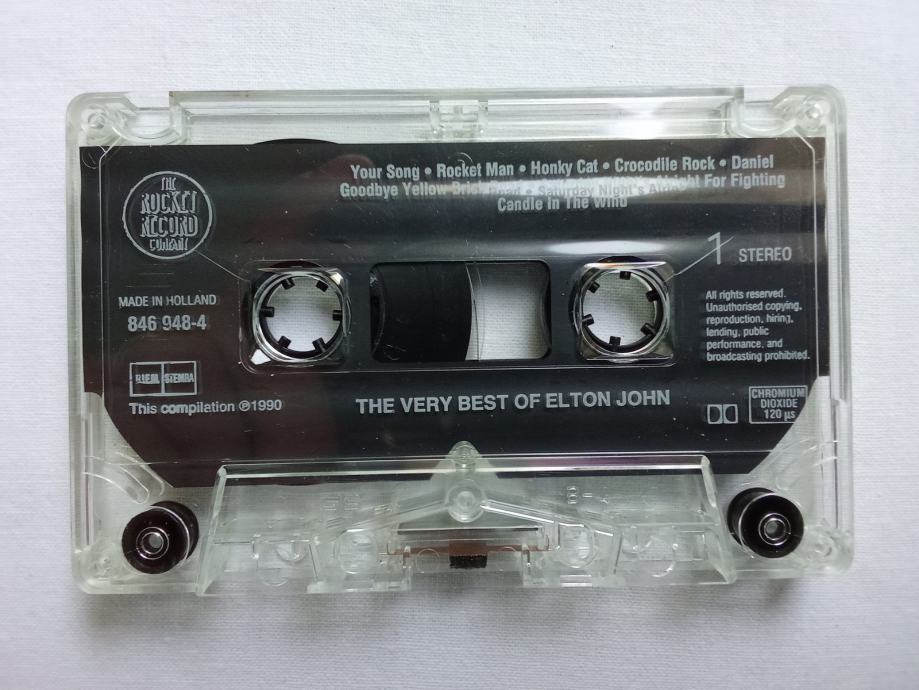 Your Song • Rocket Man • Honky Cat • Crocodile Rock • Daniel
Goodbye Yellow Brick Road • Saturday Night's Alright For Fighting
Candle In The Wind
THE
ROCKET
RECORD
COMPANY
1 STEREO
MADE IN HOLLAND
846 948-4
All rights reserved.
Unauthorised copying,
reproduction, hiring,
lending, public
performance, and
broadcasting prohibited.
BIEM STEMRA
This compilation ℗1990
THE VERY BEST OF ELTON JOHN
CHROMIUM
DIOXIDE
120 µs